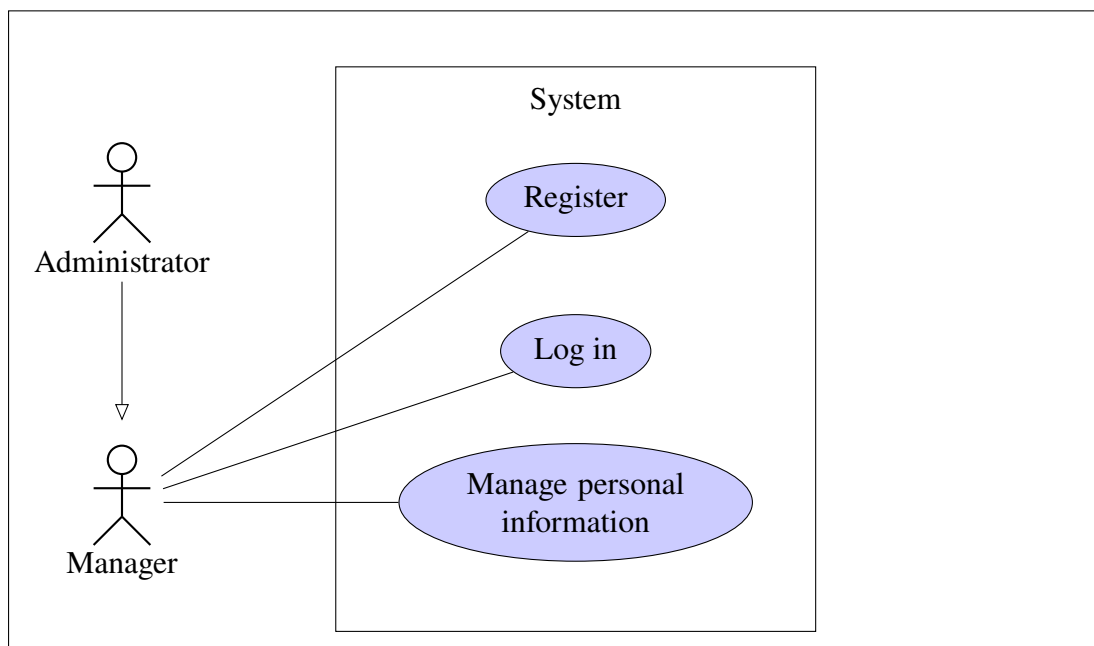 System
Register
Administrator
Log in
Manage personal
information
Manager